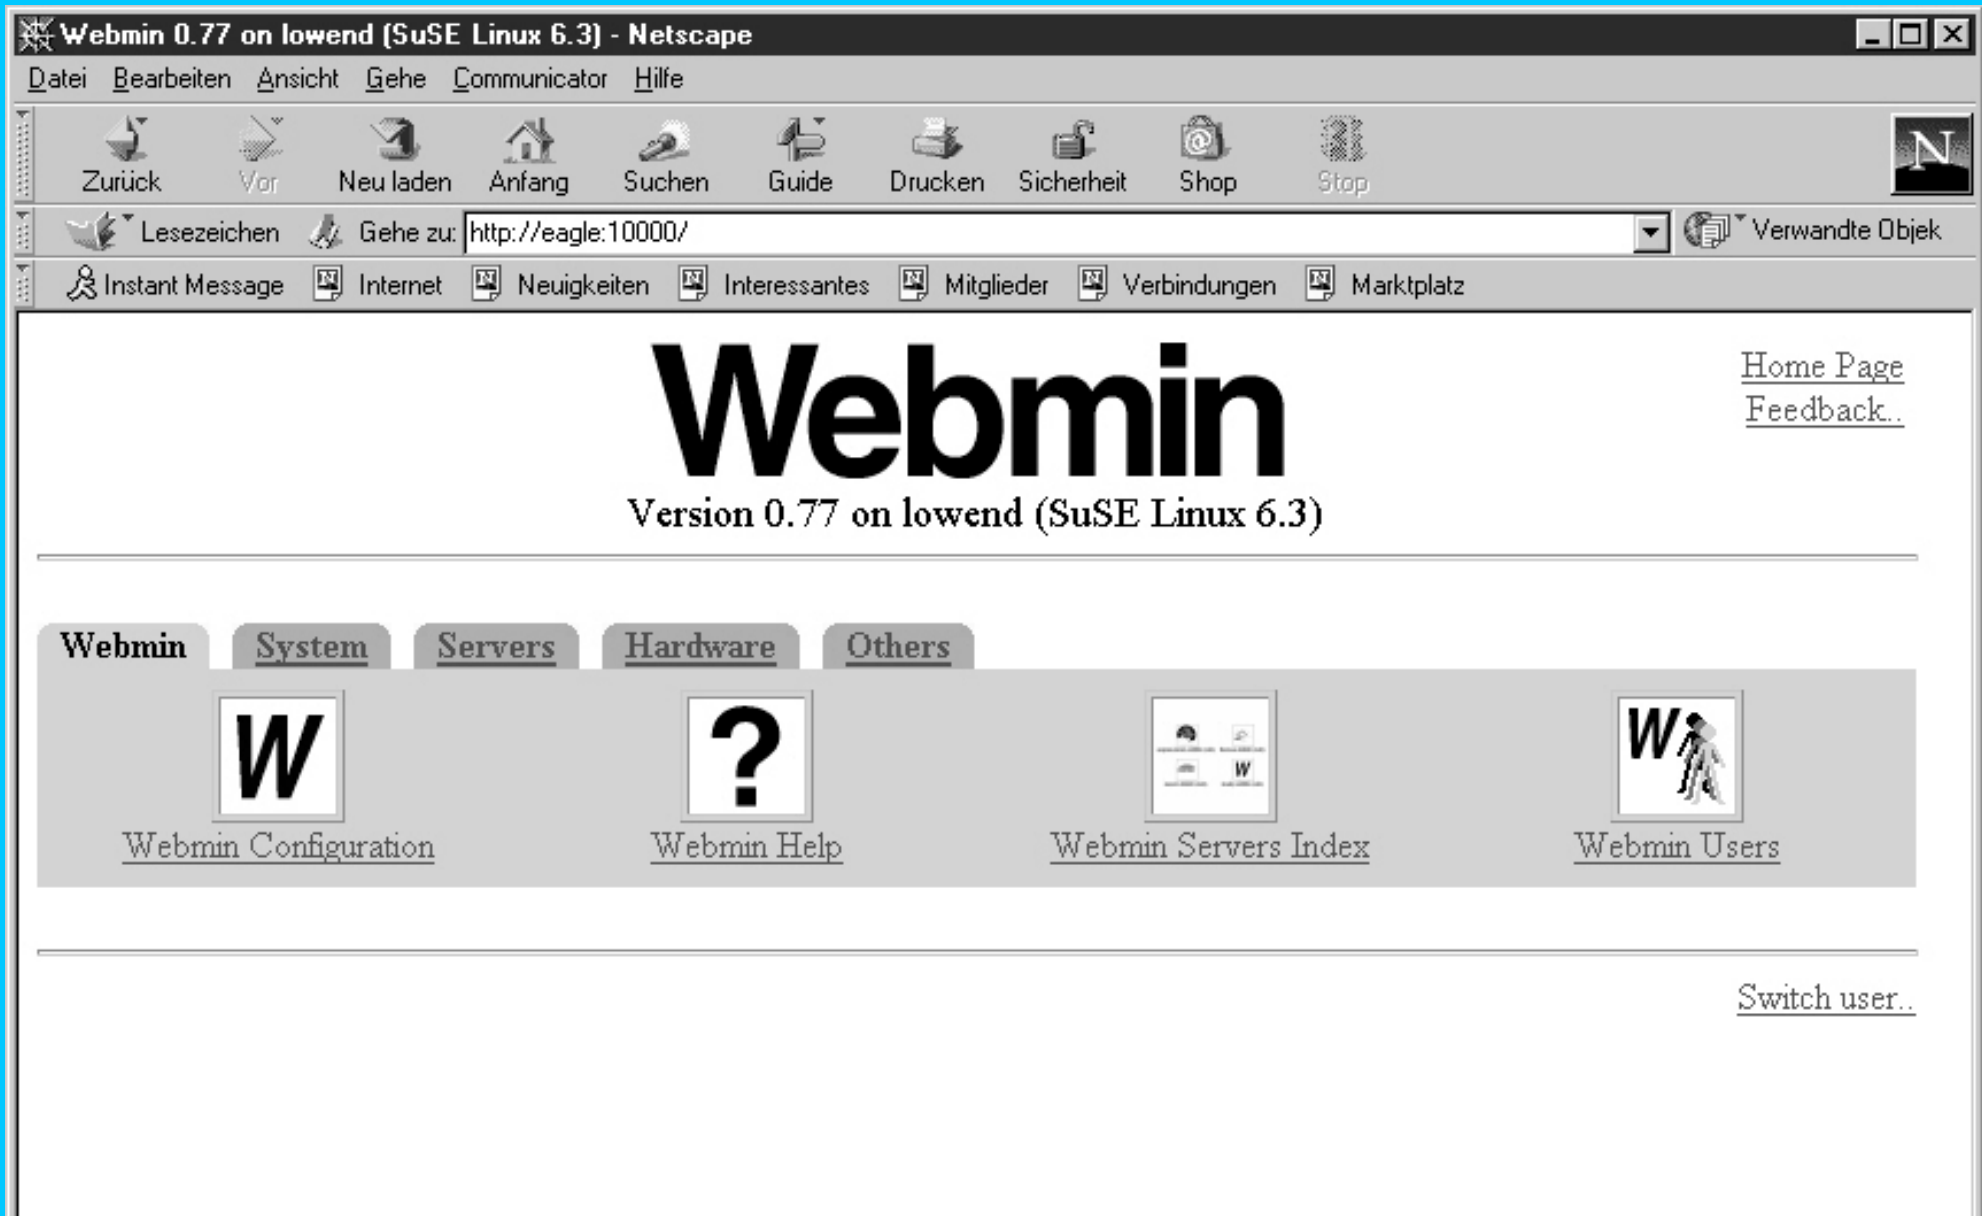 Webmin 0.77 on lowend (SuSE Linux 6.3) - Netscape
Datei Bearbeiten Ansicht Gehe Communicator Hilfe
Zurück Vor Neu laden Anfang Suchen Guide Drucken Sicherheit Shop Stop
N
Lesezeichen Gehe zu: http://eagle:10000/ Verwandte Objek
Instant Message Internet Neuigkeiten Interessantes Mitglieder Verbindungen Marktplatz
Webmin
Home Page
Feedback..
Version 0.77 on lowend (SuSE Linux 6.3)
Webmin System Servers Hardware Others
W ? W W
Webmin Configuration Webmin Help Webmin Servers Index Webmin Users
Switch user..